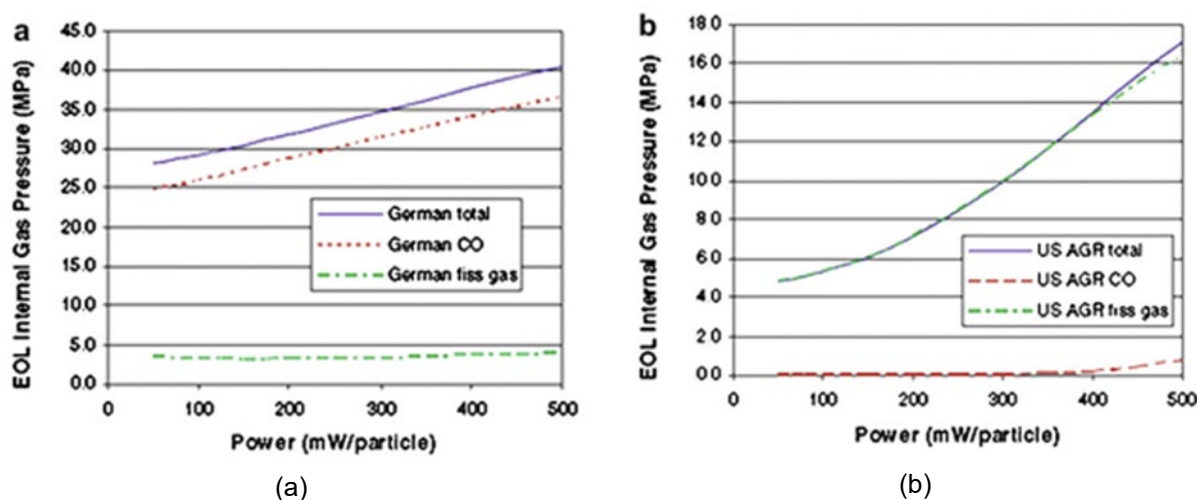 a
EOL Internal Gas Pressure (MPa)
45.0
40.0
35.0
30.0
25.0
20.0
15.0
10.0
5.0
0.0
German total
German CO
German fiss gas
0 100 200 300 400 500
Power (mW/particle)
(a)
b
EOL Internal Gas Pressure (MPa)
18.0
16.0
14.0
12.0
10.0
8.0
6.0
4.0
2.0
0.0
US AGR total
US AGR CO
US AGR fiss gas
0 100 200 300 400 500
Power (mW/particle)
(b)